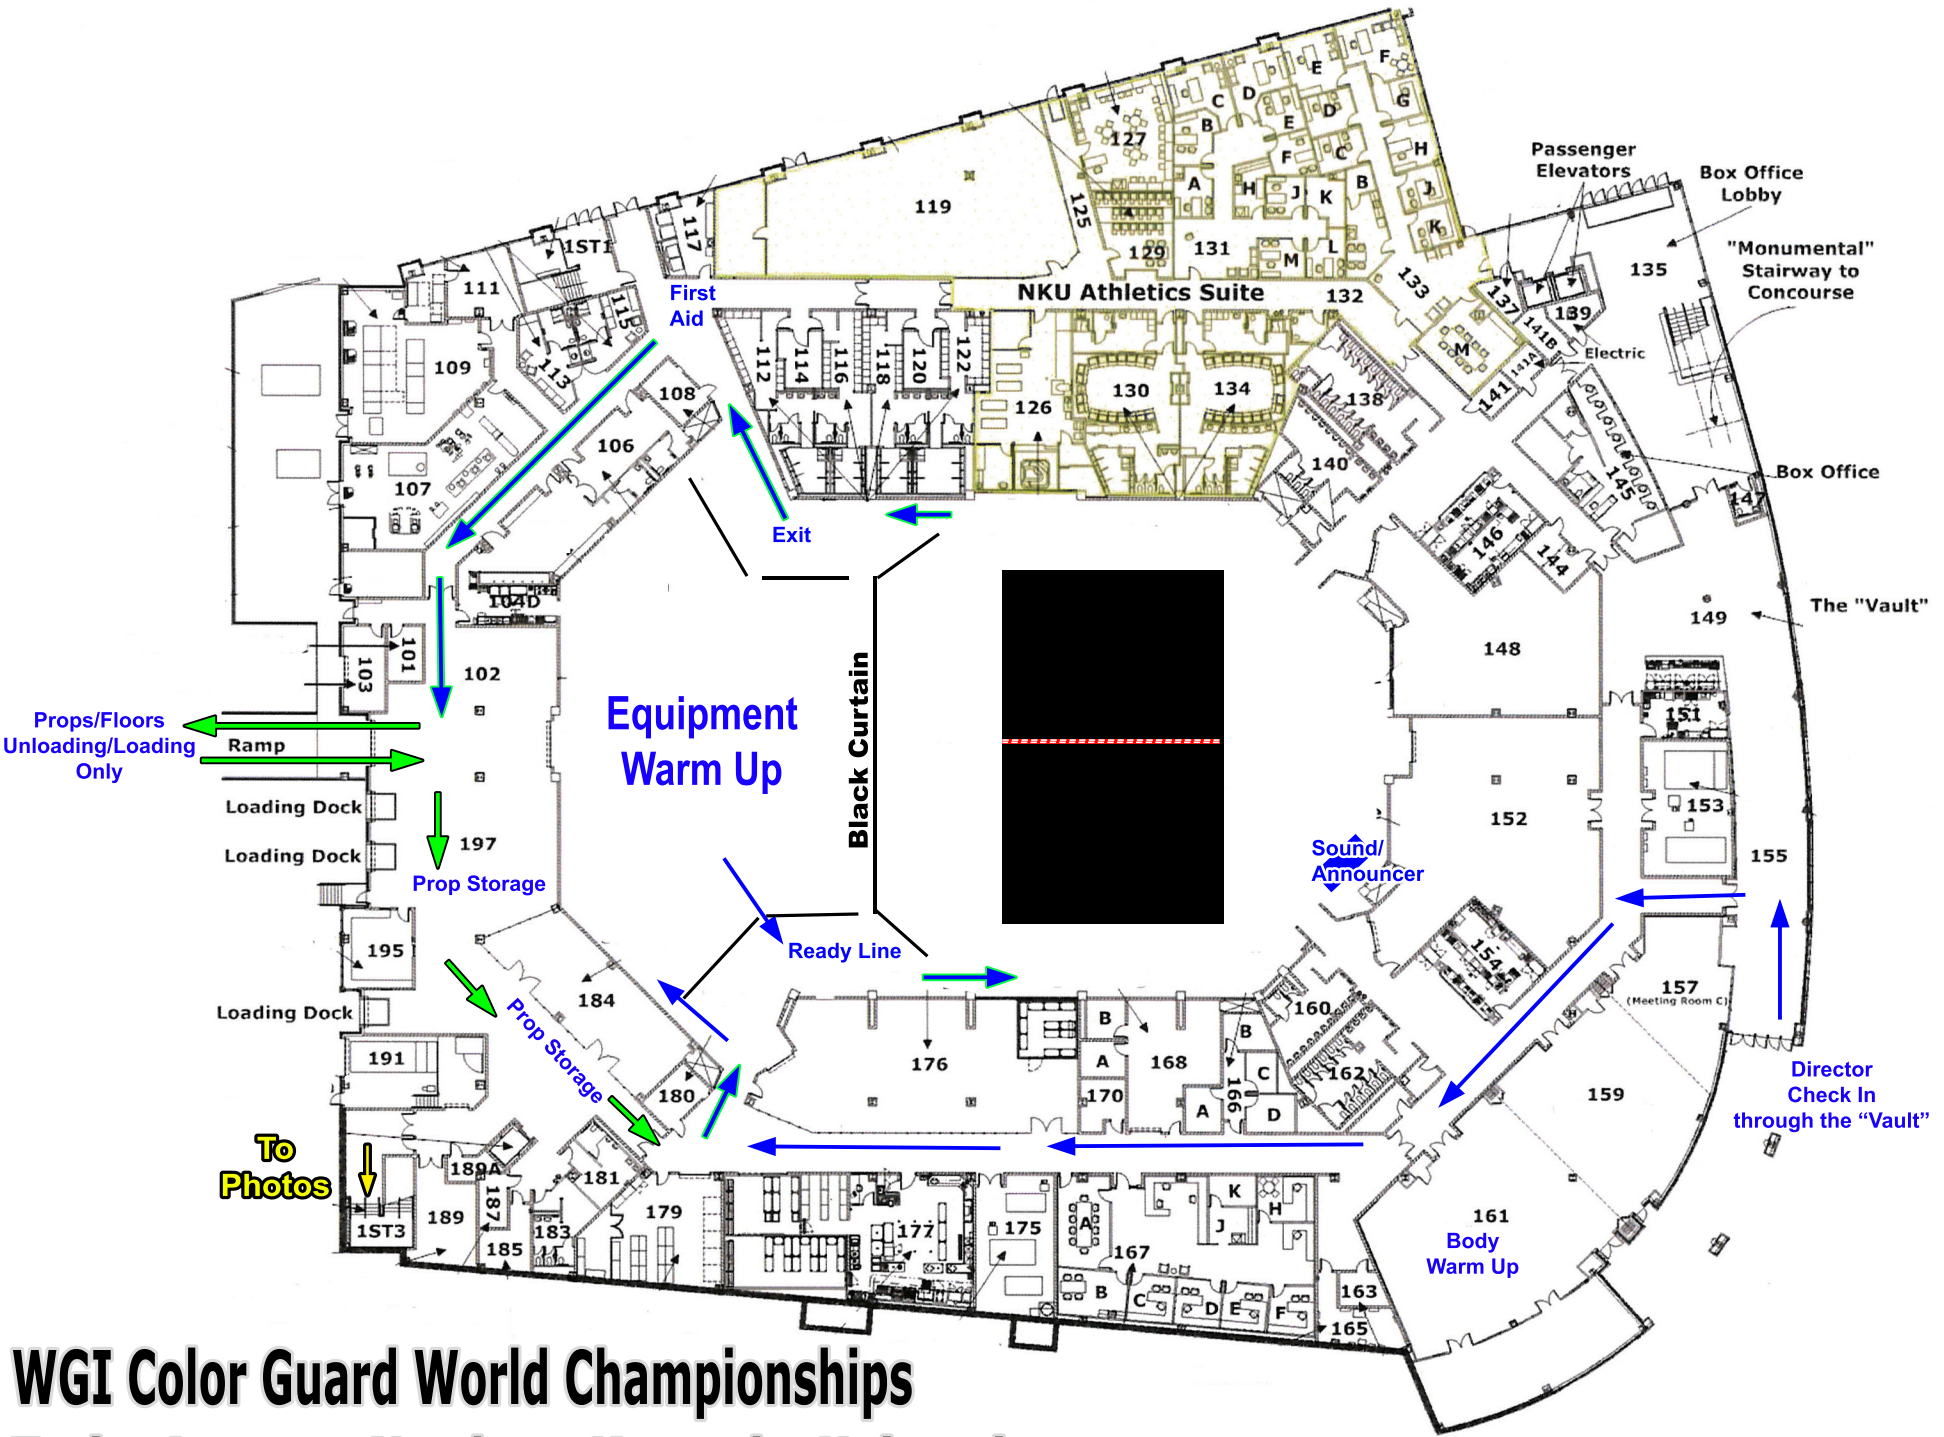 F
E
D
C
G
B
E
D
127
F
C
H
A
H
J
K
B
J
K
L
M
119
125
129
131
133
132
NKU Athletics Suite
Passenger
Elevators
Box Office
Lobby
"Monumental"
Stairway to
Concourse
135
137
139
141B
141A
141
Electric
M
117
1ST1
111
115
First
Aid
113
109
108
106
107
112
114
116
118
120
122
126
130
134
138
140
145
Box Office
147
146
144
Exit
104D
101
103
102
148
149
The "Vault"
151
153
152
155
Props/Floors
Unloading/Loading
Only
Ramp
Loading Dock
Loading Dock
197
Prop Storage
Equipment
Warm Up
Black Curtain
Sound/
Announcer
Ready Line
195
Loading Dock
184
Prop Storage
191
180
176
B
A
170
168
B
166
C
A
D
160
162
154
157
(Meeting Room C)
159
Director
Check In
through the “Vault”
To
Photos
1ST3
189A
189
187
185
183
181
179
177
175
A
167
B
C
D
E
F
K
J
H
161
Body
Warm Up
163
165
WGI Color Guard World Championships